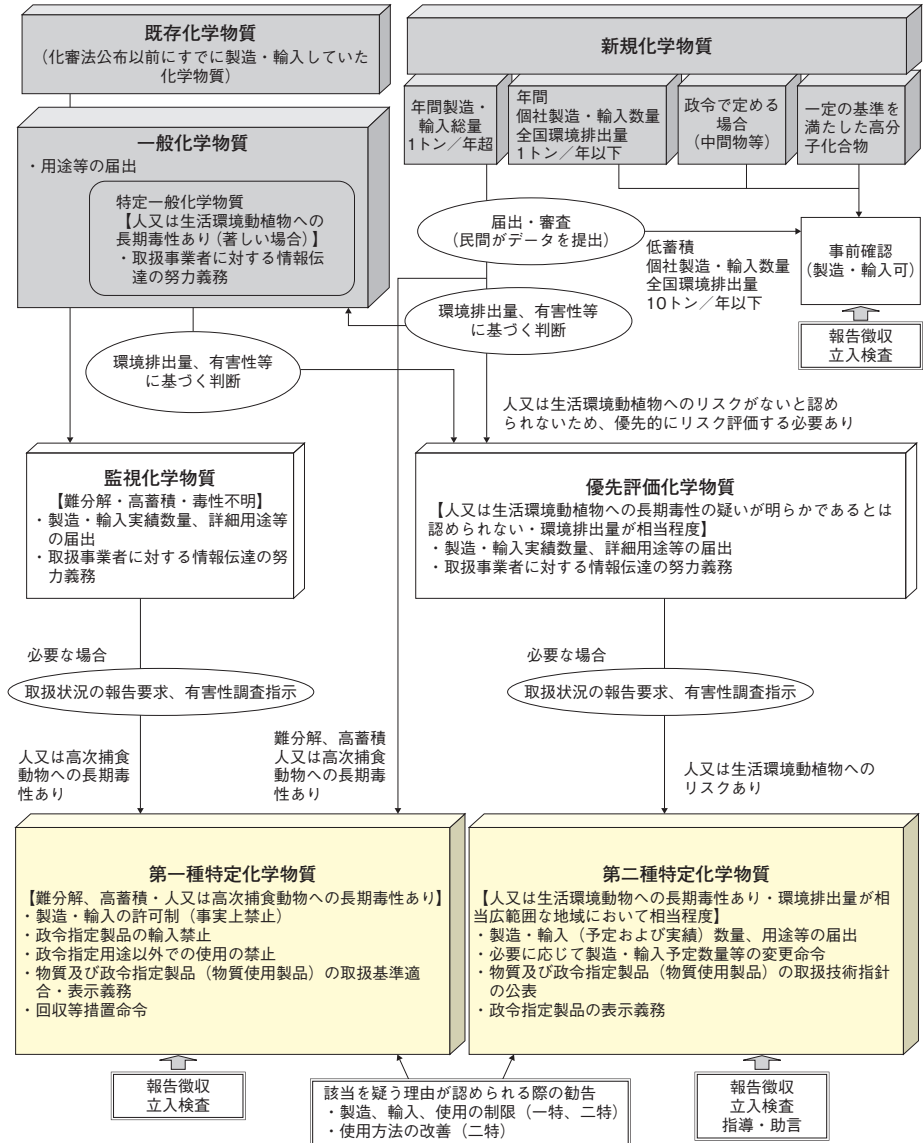 既存化学物質
（化審法公布以前にすでに製造・輸入していた
化学物質）
新規化学物質
年間製造・
輸入総量
1トン／年超
年間
個社製造・輸入数量
全国環境排出量
1トン／年以下
政令で定める
場合
（中間物等）
一定の基準を
満たした高分
子化合物
一般化学物質
・用途等の届出
特定一般化学物質
【人又は生活環境動植物への
長期毒性あり（著しい場合）】
・取扱事業者に対する情報伝
達の努力義務
届出・審査
（民間がデータを提出）
低蓄積
個社製造・輸入数量
全国環境排出量
10トン／年以下
事前確認
（製造・輸入可）
報告徴収
立入検査
環境排出量、有害性等
に基づく判断
環境排出量、有害性等
に基づく判断
人又は生活環境動植物へのリスクがないと認め
られないため、優先的にリスク評価する必要あり
監視化学物質
【難分解・高蓄積・毒性不明】
・製造・輸入実績数量、詳細用途等
の届出
・取扱事業者に対する情報伝達の努
力義務
優先評価化学物質
【人又は生活環境動植物への長期毒性の疑いが明らかであるとは
認められない・環境排出量が相当程度】
・製造・輸入実績数量、詳細用途等の届出
・取扱事業者に対する情報伝達の努力義務
必要な場合
取扱状況の報告要求、有害性調査指示
必要な場合
取扱状況の報告要求、有害性調査指示
人又は高次捕食
動物への長期毒
性あり
難分解、高蓄積
人又は高次捕食
動物への長期毒
性あり
人又は生活環境動植物への
リスクあり
第一種特定化学物質
【難分解、高蓄積・人又は高次捕食動物への長期毒性あり】
・製造・輸入の許可制（事実上禁止）
・政令指定製品の輸入禁止
・政令指定用途以外での使用の禁止
・物質及び政令指定製品（物質使用製品）の取扱基準適
合・表示義務
・回収等措置命令
第二種特定化学物質
【人又は生活環境動物への長期毒性あり・環境排出量が相
当広範囲な地域において相当程度】
・製造・輸入（予定および実績）数量、用途等の届出
・必要に応じて製造・輸入予定数量等の変更命令
・物質及び政令指定製品（物質使用製品）の取扱技術指針
の公表
・政令指定製品の表示義務
報告徴収
立入検査
該当を疑う理由が認められる際の勧告
・製造、輸入、使用の制限（一特、二特）
・使用方法の改善（二特）
報告徴収
立入検査
指導・助言